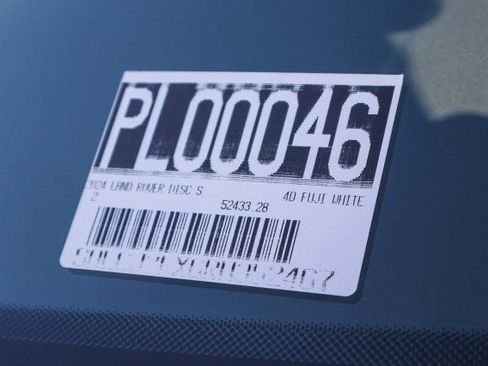 PL00046
2024 LAND ROVER DISC S 4D FUJI WHITE
2 52433.28